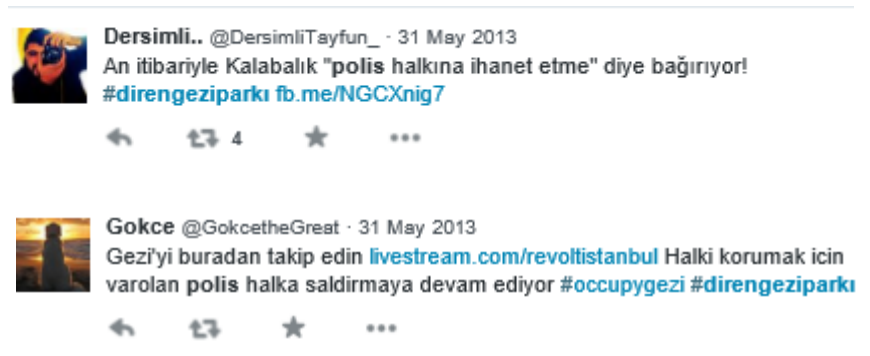 Dersimli.. @DersimliTayfun_ · 31 May 2013
An itibariyle Kalabalık "polis halkına ihanet etme" diye bağırıyor!
#direngeziparkı fb.me/NGCXnig7
4
Gokce @GokcetheGreat · 31 May 2013
Gezi'yi buradan takip edin livestream.com/revoltistanbul Halki korumak icin
varolan polis halka saldirmaya devam ediyor #occupygezi #direngeziparkı